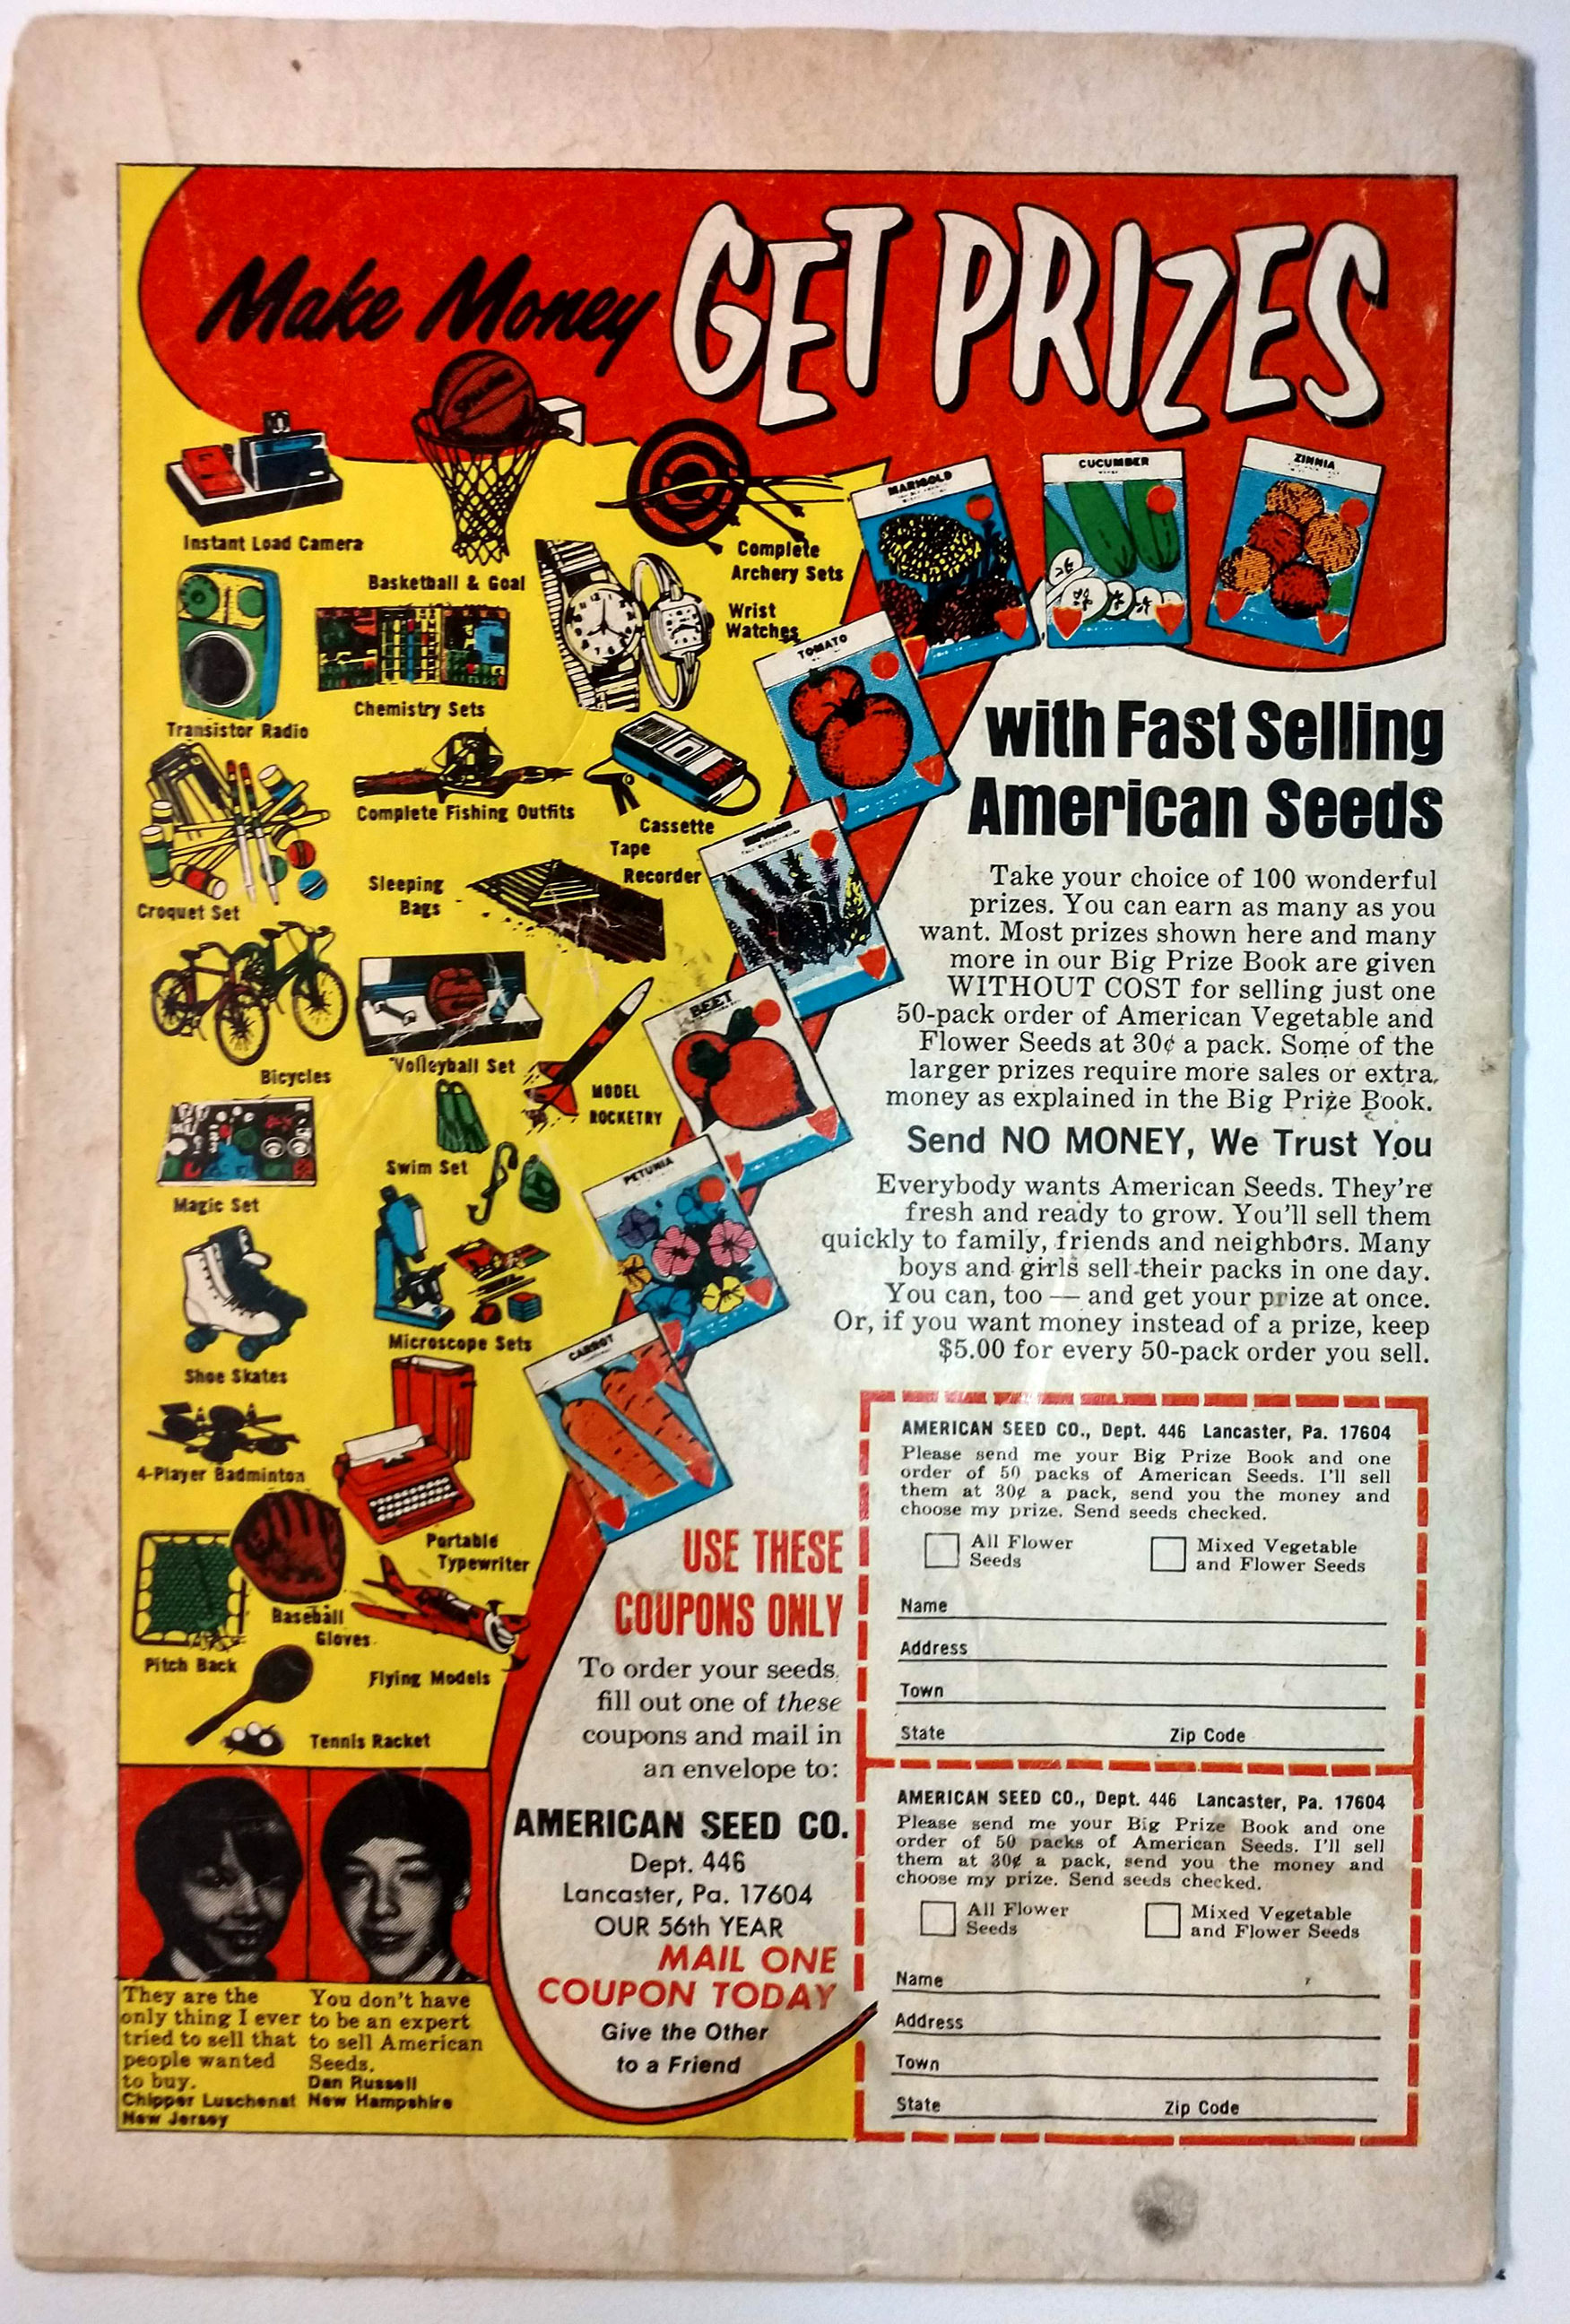 Make Money GET PRIZES
Instant Load Camera
Basketball & Goal
Complete
Archery Sets
Wrist
Watches
Transistor Radio
Chemistry Sets
Complete Fishing Outfits
Cassette
Tape
Recorder
Croquet Set
Sleeping
Bags
Bicycles
Volleyball Set
MODEL
ROCKETRY
Magic Set
Swim Set
Microscope Sets
Shoe Skates
4-Player Badminton
Portable
Typewriter
Baseball
Gloves
Pitch Back
Flying Models
Tennis Racket
MARIGOLD
CUCUMBER
ZINNIA
TOMATO
BEET
PETUNIA
CARROT
with Fast Selling
American Seeds
Take your choice of 100 wonderful
prizes. You can earn as many as you
want. Most prizes shown here and many
more in our Big Prize Book are given
WITHOUT COST for selling just one
50-pack order of American Vegetable and
Flower Seeds at 30¢ a pack. Some of the
larger prizes require more sales or extra
money as explained in the Big Prize Book.
Send NO MONEY, We Trust You
Everybody wants American Seeds. They're
fresh and ready to grow. You'll sell them
quickly to family, friends and neighbors. Many
boys and girls sell their packs in one day.
You can, too — and get your prize at once.
Or, if you want money instead of a prize, keep
$5.00 for every 50-pack order you sell.
USE THESE
COUPONS ONLY
To order your seeds
fill out one of these
coupons and mail in
an envelope to:
AMERICAN SEED CO.
Dept. 446
Lancaster, Pa. 17604
OUR 56th YEAR
MAIL ONE
COUPON TODAY
Give the Other
to a Friend
AMERICAN SEED CO., Dept. 446 Lancaster, Pa. 17604
Please send me your Big Prize Book and one
order of 50 packs of American Seeds. I'll sell
them at 30¢ a pack, send you the money and
choose my prize. Send seeds checked.
All Flower
Seeds
Mixed Vegetable
and Flower Seeds
Name
Address
Town
State Zip Code
AMERICAN SEED CO., Dept. 446 Lancaster, Pa. 17604
Please send me your Big Prize Book and one
order of 50 packs of American Seeds. I'll sell
them at 30¢ a pack, send you the money and
choose my prize. Send seeds checked.
All Flower
Seeds
Mixed Vegetable
and Flower Seeds
Name
Address
Town
State Zip Code
They are the
only thing I ever
tried to sell that
people wanted
to buy.
Chipper Luschenat
New Jersey
You don't have
to be an expert
to sell American
Seeds.
Dan Russell
New Hampshire